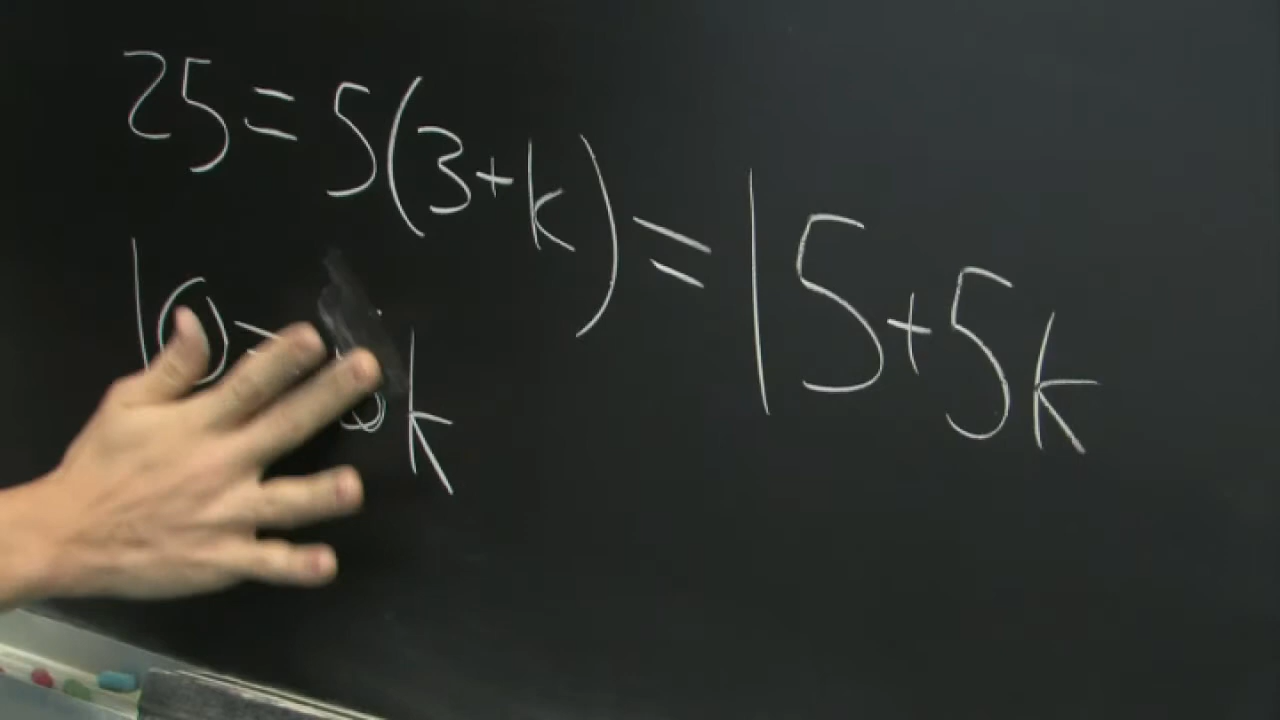 25 = 5(3+k) = 15+5k
10 = 5k